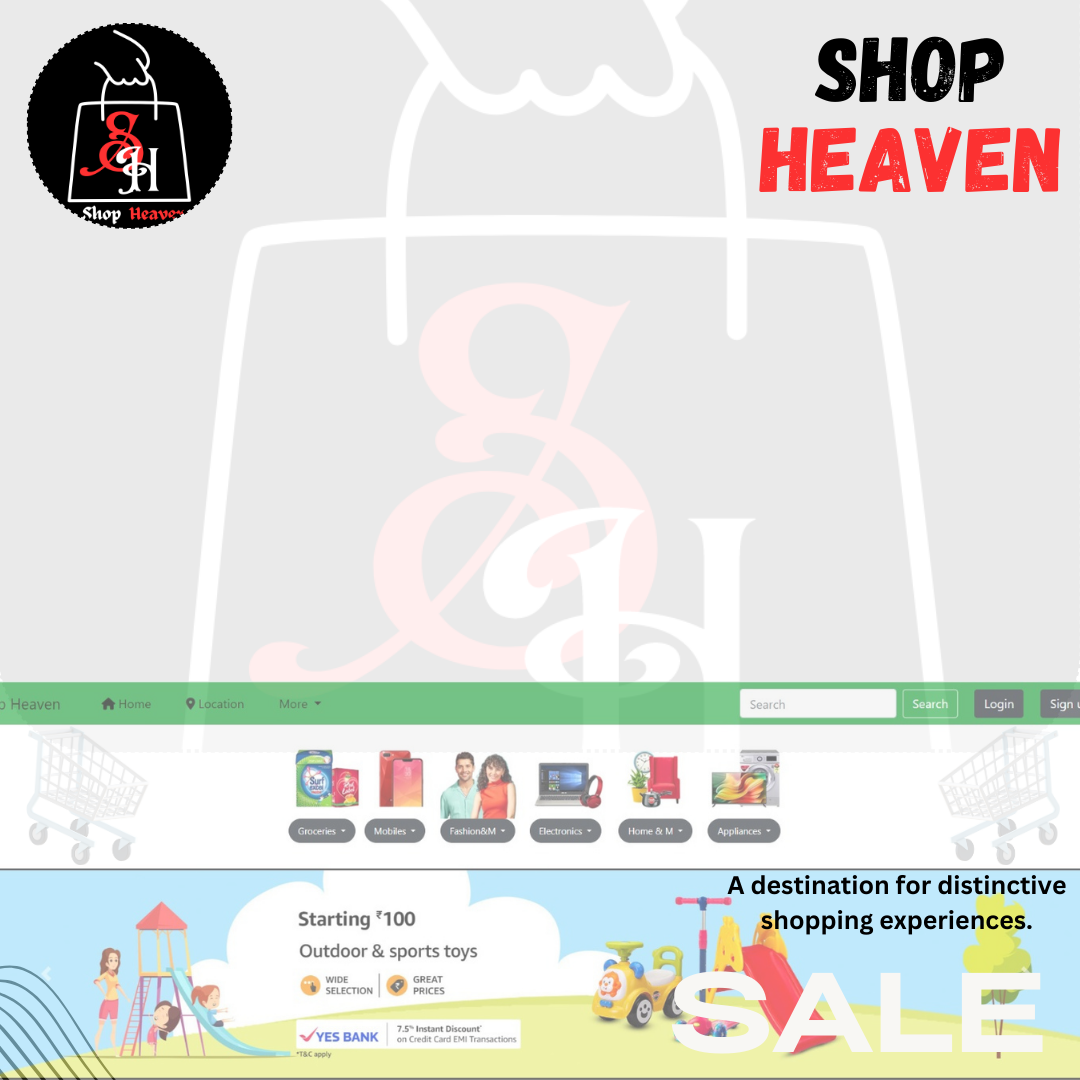 SHOP
HEAVEN
S
H
Shop Heaven
S
H
p Heaven Home Location More Search Search Login Sign u
Surf
excel
Groceries Mobiles Fashion&M Electronics Home & M Appliances
A destination for distinctive
shopping experiences.
Starting ₹100
Outdoor & sports toys
WIDE
SELECTION
GREAT
PRICES
SALE
YES BANK
7.5% Instant Discount*
on Credit Card EMI Transactions
*T&C apply